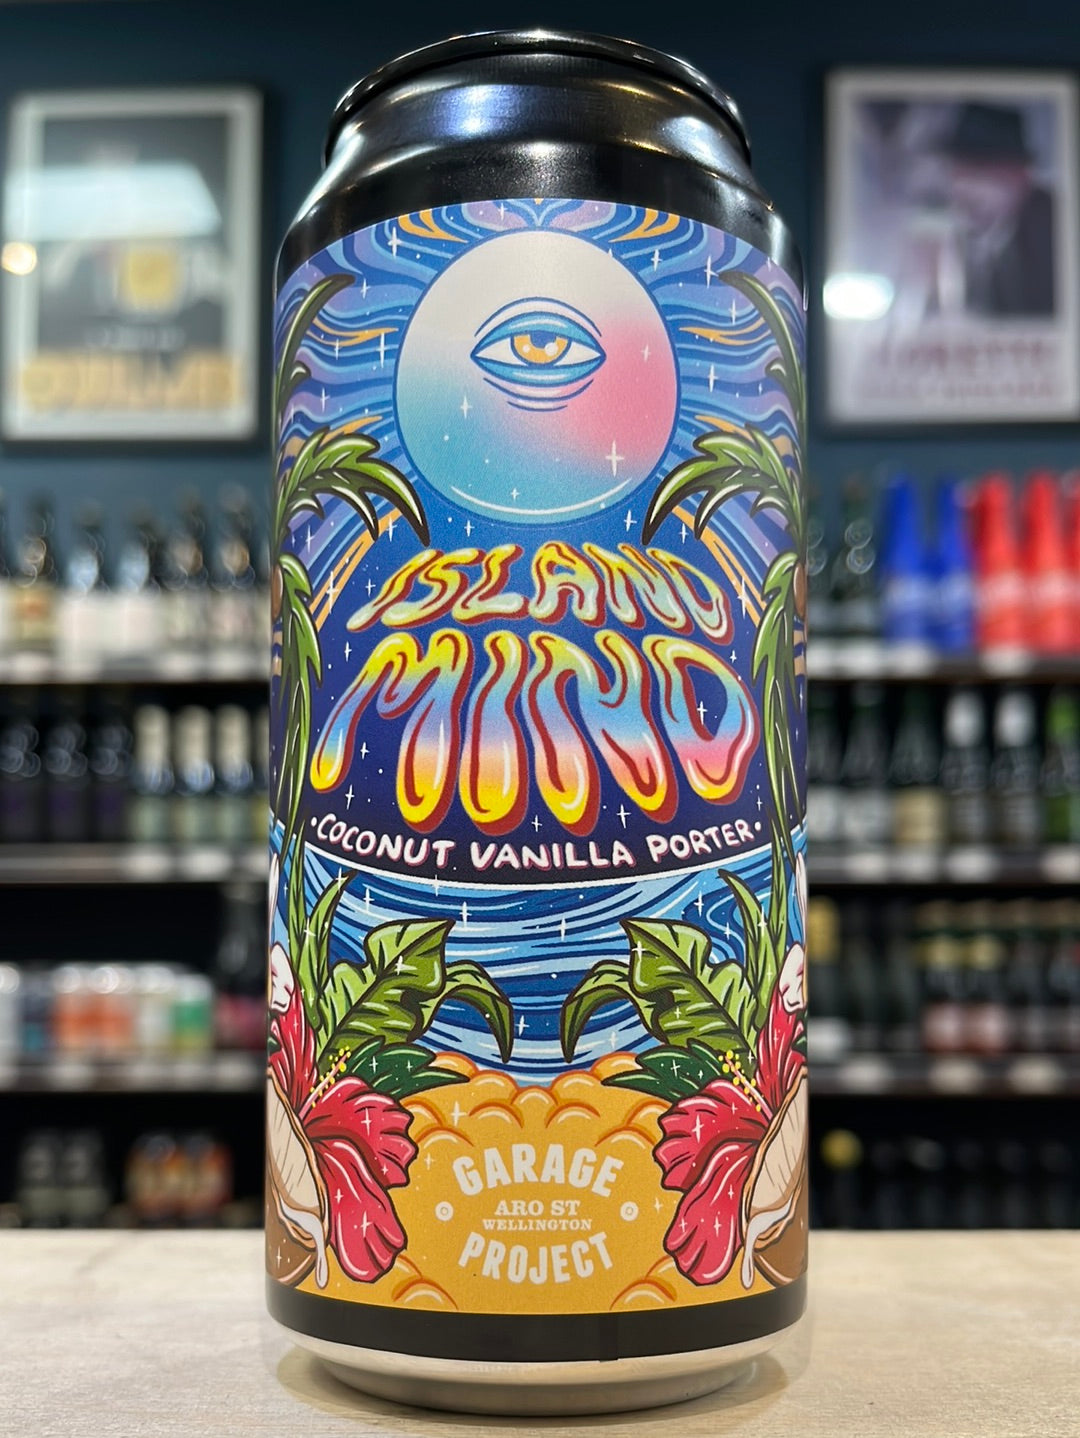 ISLAND
MIND
·COCONUT VANILLA PORTER·
GARAGE
ARO ST
WELLINGTON
PROJECT